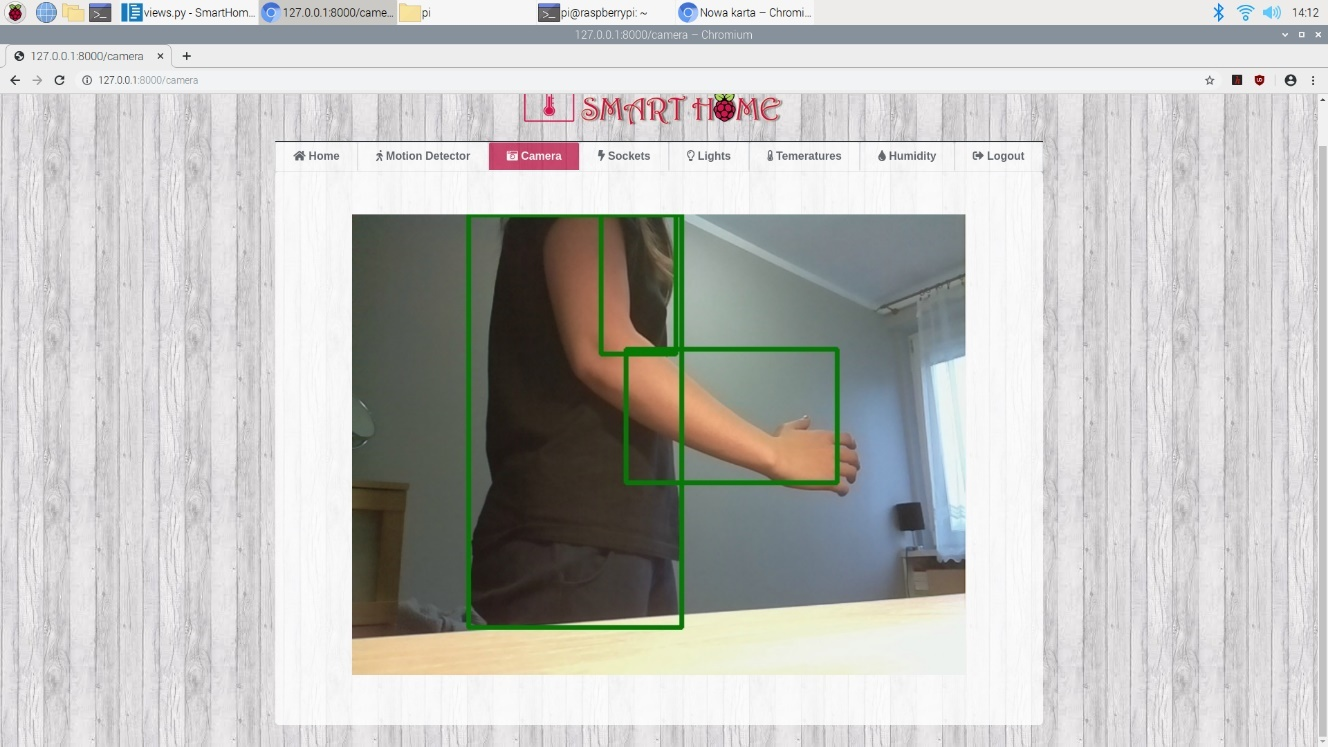 views.py - SmartHom...
127.0.0.1:8000/came...
pi
pi@raspberrypi: ~
Nowa karta – Chromi...
14:12
127.0.0.1:8000/camera – Chromium
127.0.0.1:8000/camera
127.0.0.1:8000/camera
SMART HOME
Home
Motion Detector
Camera
Sockets
Lights
Temeratures
Humidity
Logout